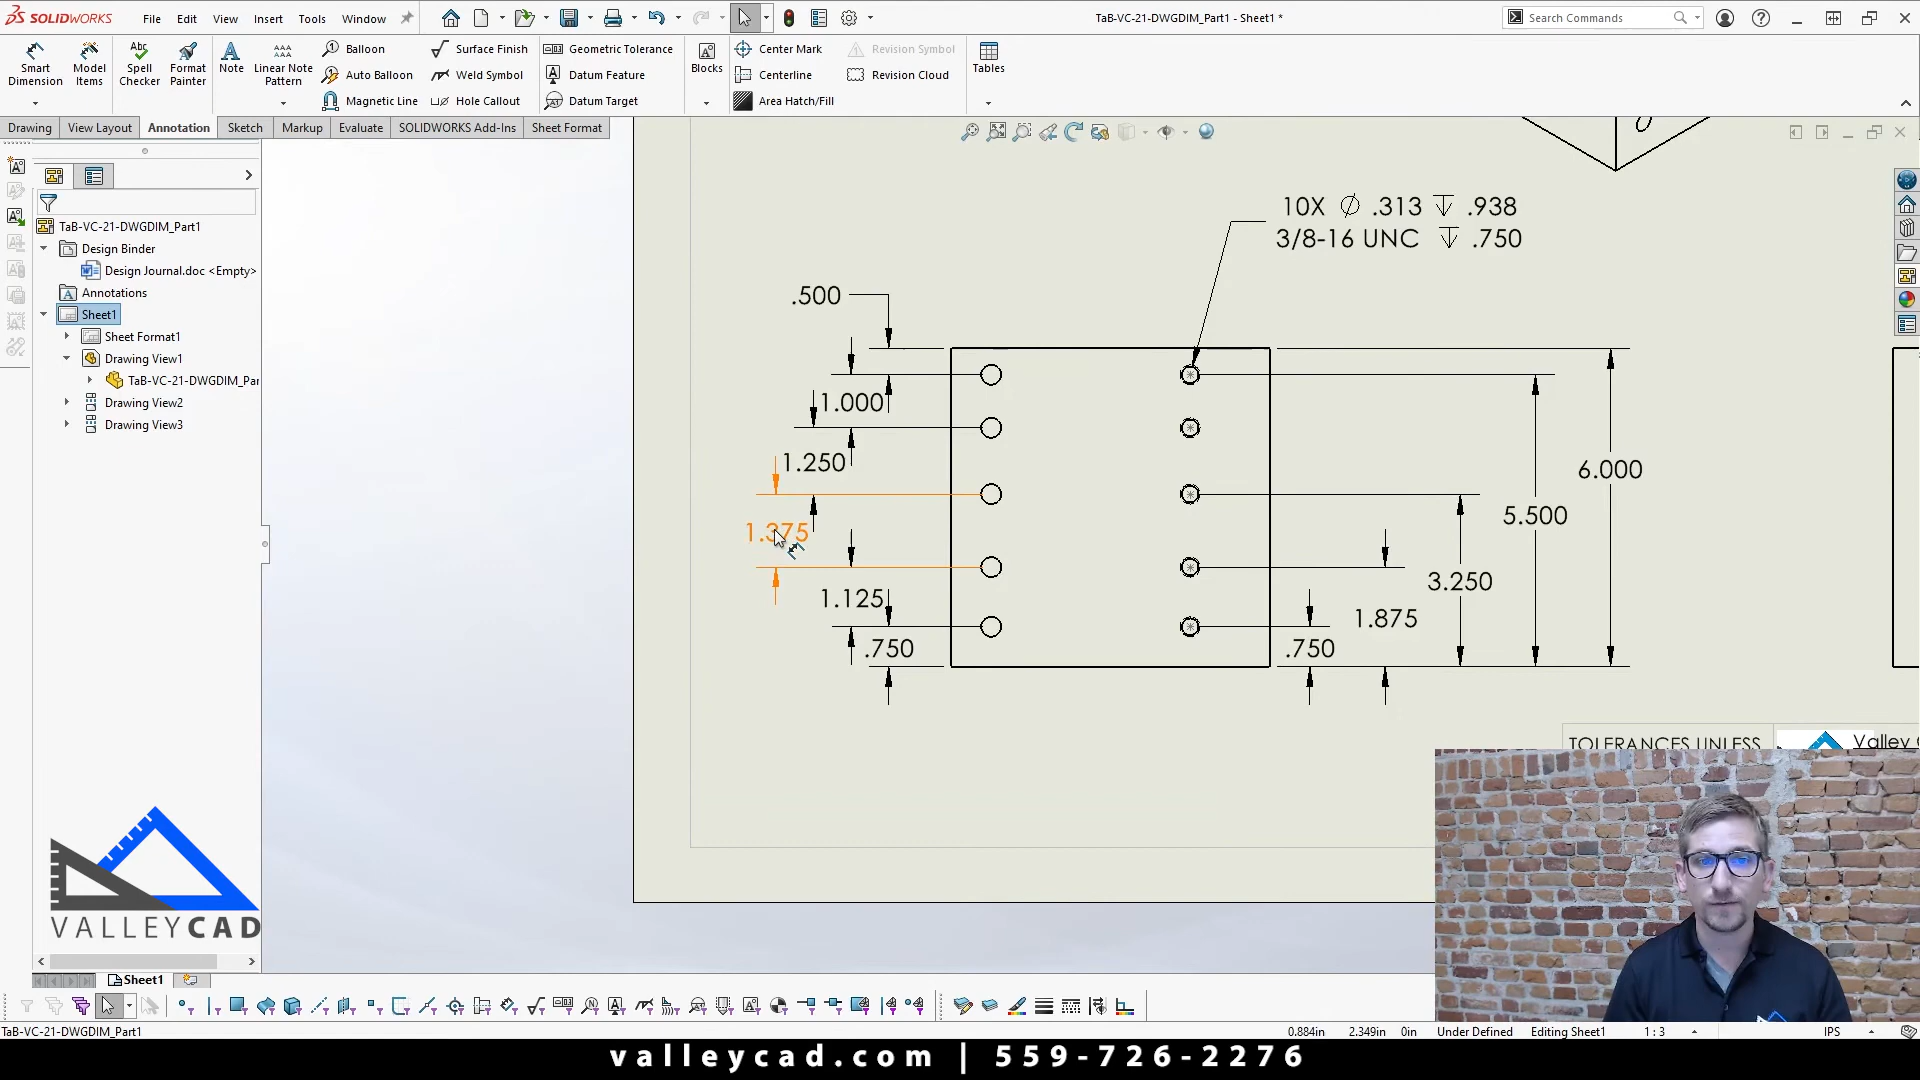 SOLIDWORKS File Edit View Insert Tools Window
TaB-VC-21-DWGDIM_Part1 - Sheet1 *
Search Commands
Smart Dimension
Model Items
Abc
Spell Checker
Format Painter
Note
Linear Note Pattern
Balloon
Auto Balloon
Magnetic Line
Surface Finish
Weld Symbol
Hole Callout
Geometric Tolerance
Datum Feature
Datum Target
Blocks
Center Mark
Centerline
Area Hatch/Fill
Revision Symbol
Revision Cloud
Tables
Drawing View Layout Annotation Sketch Markup Evaluate SOLIDWORKS Add-Ins Sheet Format
TaB-VC-21-DWGDIM_Part1
Design Binder
Design Journal.doc <Empty>
Annotations
Sheet1
Sheet Format1
Drawing View1
TaB-VC-21-DWGDIM_Par
Drawing View2
Drawing View3
10X ∅ .313 ↧ .938
3/8-16 UNC ↧ .750
.500
1.000
1.250
1.375
1.125
.750
.750
1.875
3.250
5.500
6.000
TOLERANCES UNLESS
Valley
VALLEYCAD
Sheet1
TaB-VC-21-DWGDIM_Part1
0.884in 2.349in 0in Under Defined Editing Sheet1 1 : 3 IPS
valleycad.com | 559-726-2276